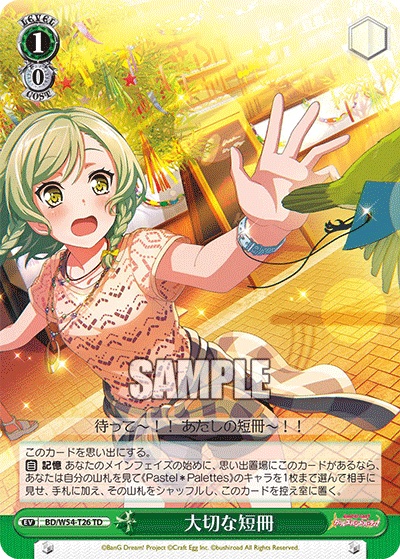 LEVEL
1
0
COST
SAMPLE
待って~!! あたしの短冊~!!
このカードを思い出にする。
自 記憶 あなたのメインフェイズの始めに、思い出置場にこのカードがあるなら、
あなたは自分の山札を見て《Pastel*Palettes》のキャラを1枚まで選んで相手に
見せ、手札に加え、その山札をシャッフルし、このカードを控え室に置く。
EV BD/W54-T26 TD
大切な短冊
©BanG Dream! Project ©Craft Egg Inc. ©bushiroad All Rights Reserved.